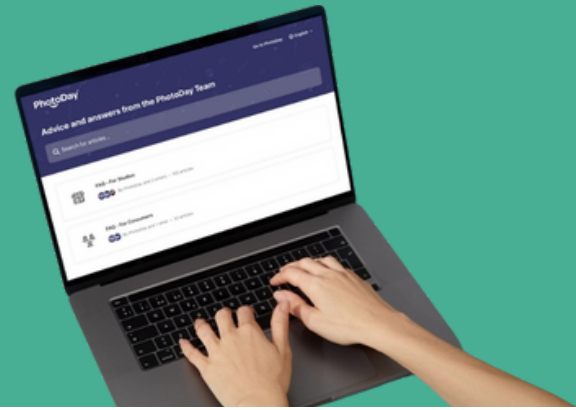 Go to PhotoDay
English
PhotoDay
Advice and answers from the PhotoDay Team
Search for articles...
FAQ - For Studios
FAQ - For Consumers